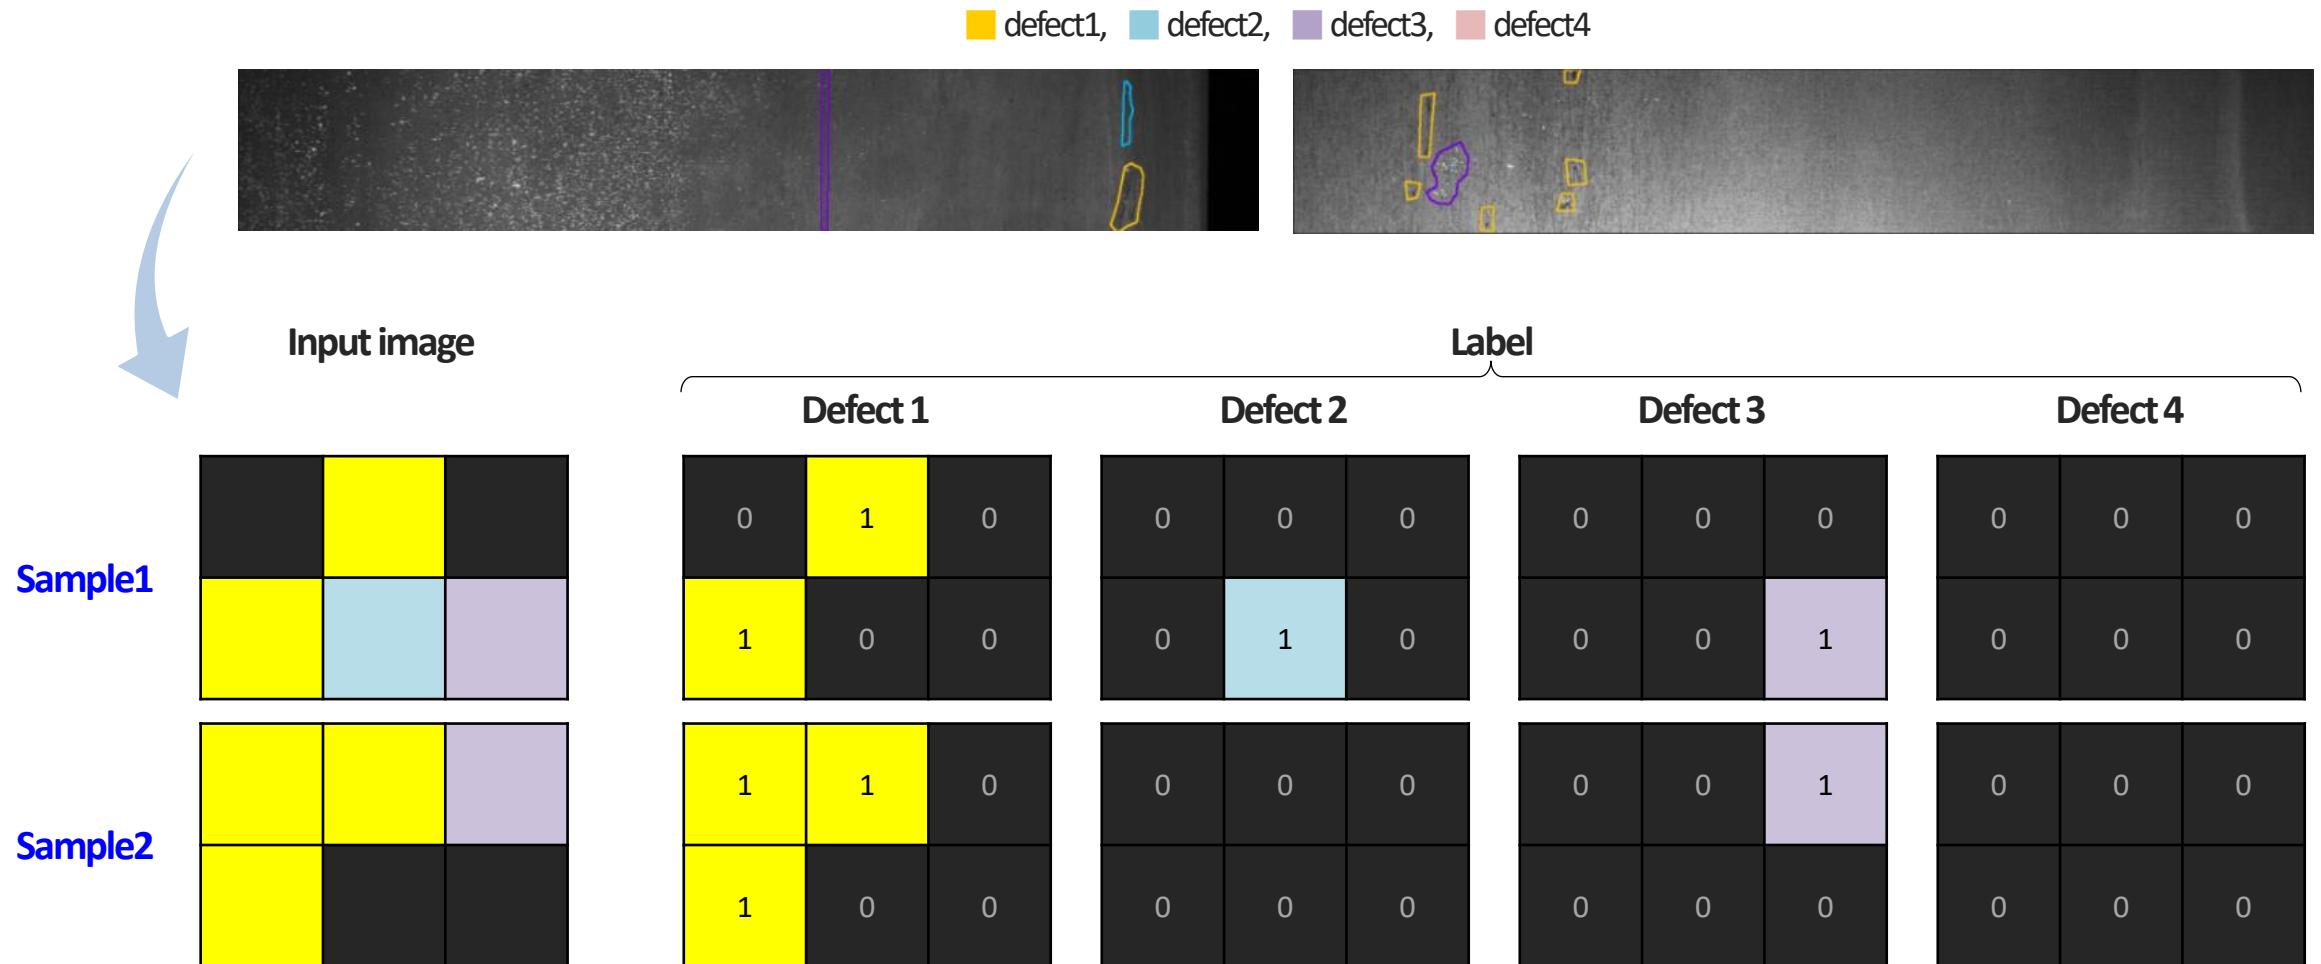 defect1, defect2, defect3, defect4
Input image
Label
Defect 1 Defect 2 Defect 3 Defect 4
0 1 0 0 0 0 0 0 0 0 0 0
Sample1
1 0 0 0 1 0 0 0 1 0 0 0
1 1 0 0 0 0 0 0 1 0 0 0
Sample2
1 0 0 0 0 0 0 0 0 0 0 0